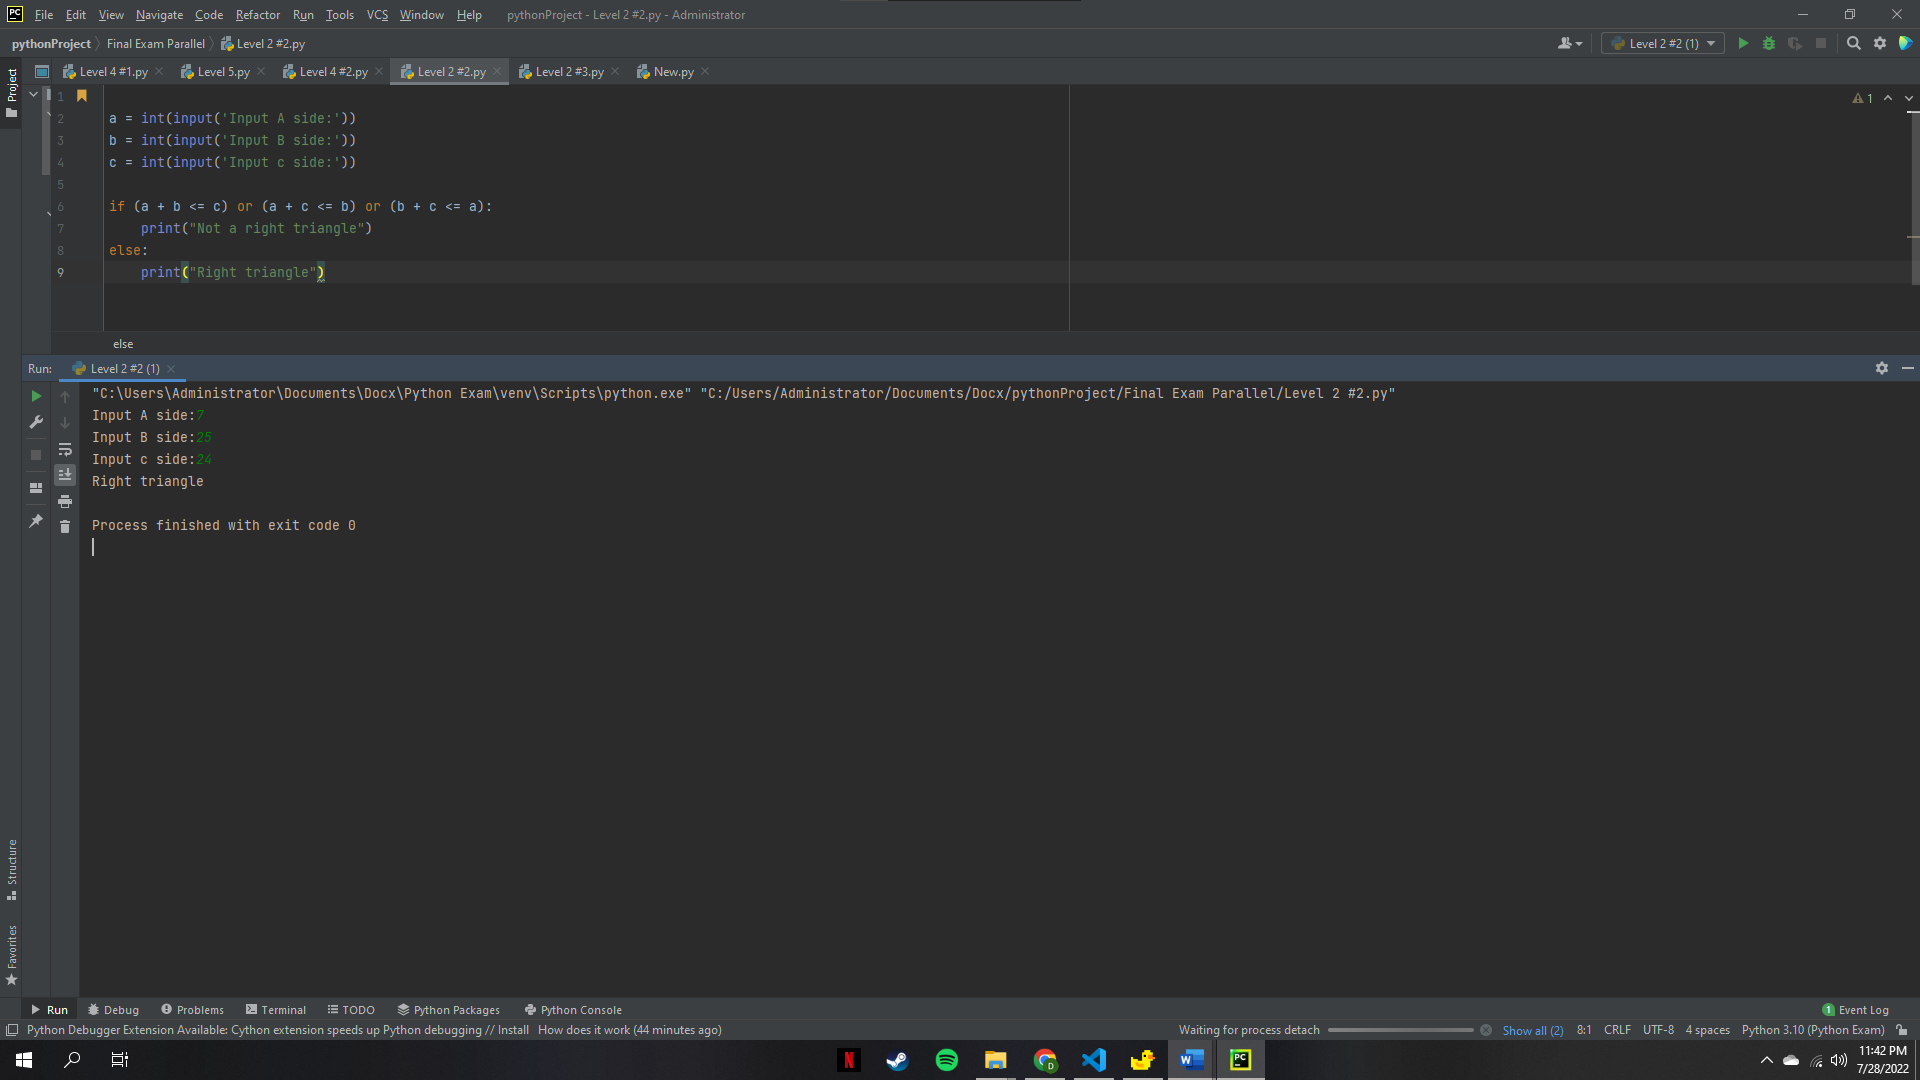 PC File Edit View Navigate Code Refactor Run Tools VCS Window Help pythonProject - Level 2 #2.py - Administrator
pythonProject Final Exam Parallel Level 2 #2.py Level 2 #2 (1)
Project Level 4 #1.py Level 5.py Level 4 #2.py Level 2 #2.py Level 2 #3.py New.py
1 1
2 a = int(input('Input A side:'))
3 b = int(input('Input B side:'))
4 c = int(input('Input c side:'))
5
6 if (a + b <= c) or (a + c <= b) or (b + c <= a):
7 print("Not a right triangle")
8 else:
9 print("Right triangle")
else
Run: Level 2 #2 (1)
"C:\Users\Administrator\Documents\Docx\Python Exam\venv\Scripts\python.exe" "C:/Users/Administrator/Documents/Docx/pythonProject/Final Exam Parallel/Level 2 #2.py"
Input A side:7
Input B side:25
Input c side:24
Right triangle
Process finished with exit code 0
Structure
Favorites
Run Debug Problems Terminal TODO Python Packages Python Console 1 Event Log
Python Debugger Extension Available: Cython extension speeds up Python debugging // Install How does it work (44 minutes ago) Waiting for process detach Show all (2) 8:1 CRLF UTF-8 4 spaces Python 3.10 (Python Exam)
N D W PC 11:42 PM
7/28/2022